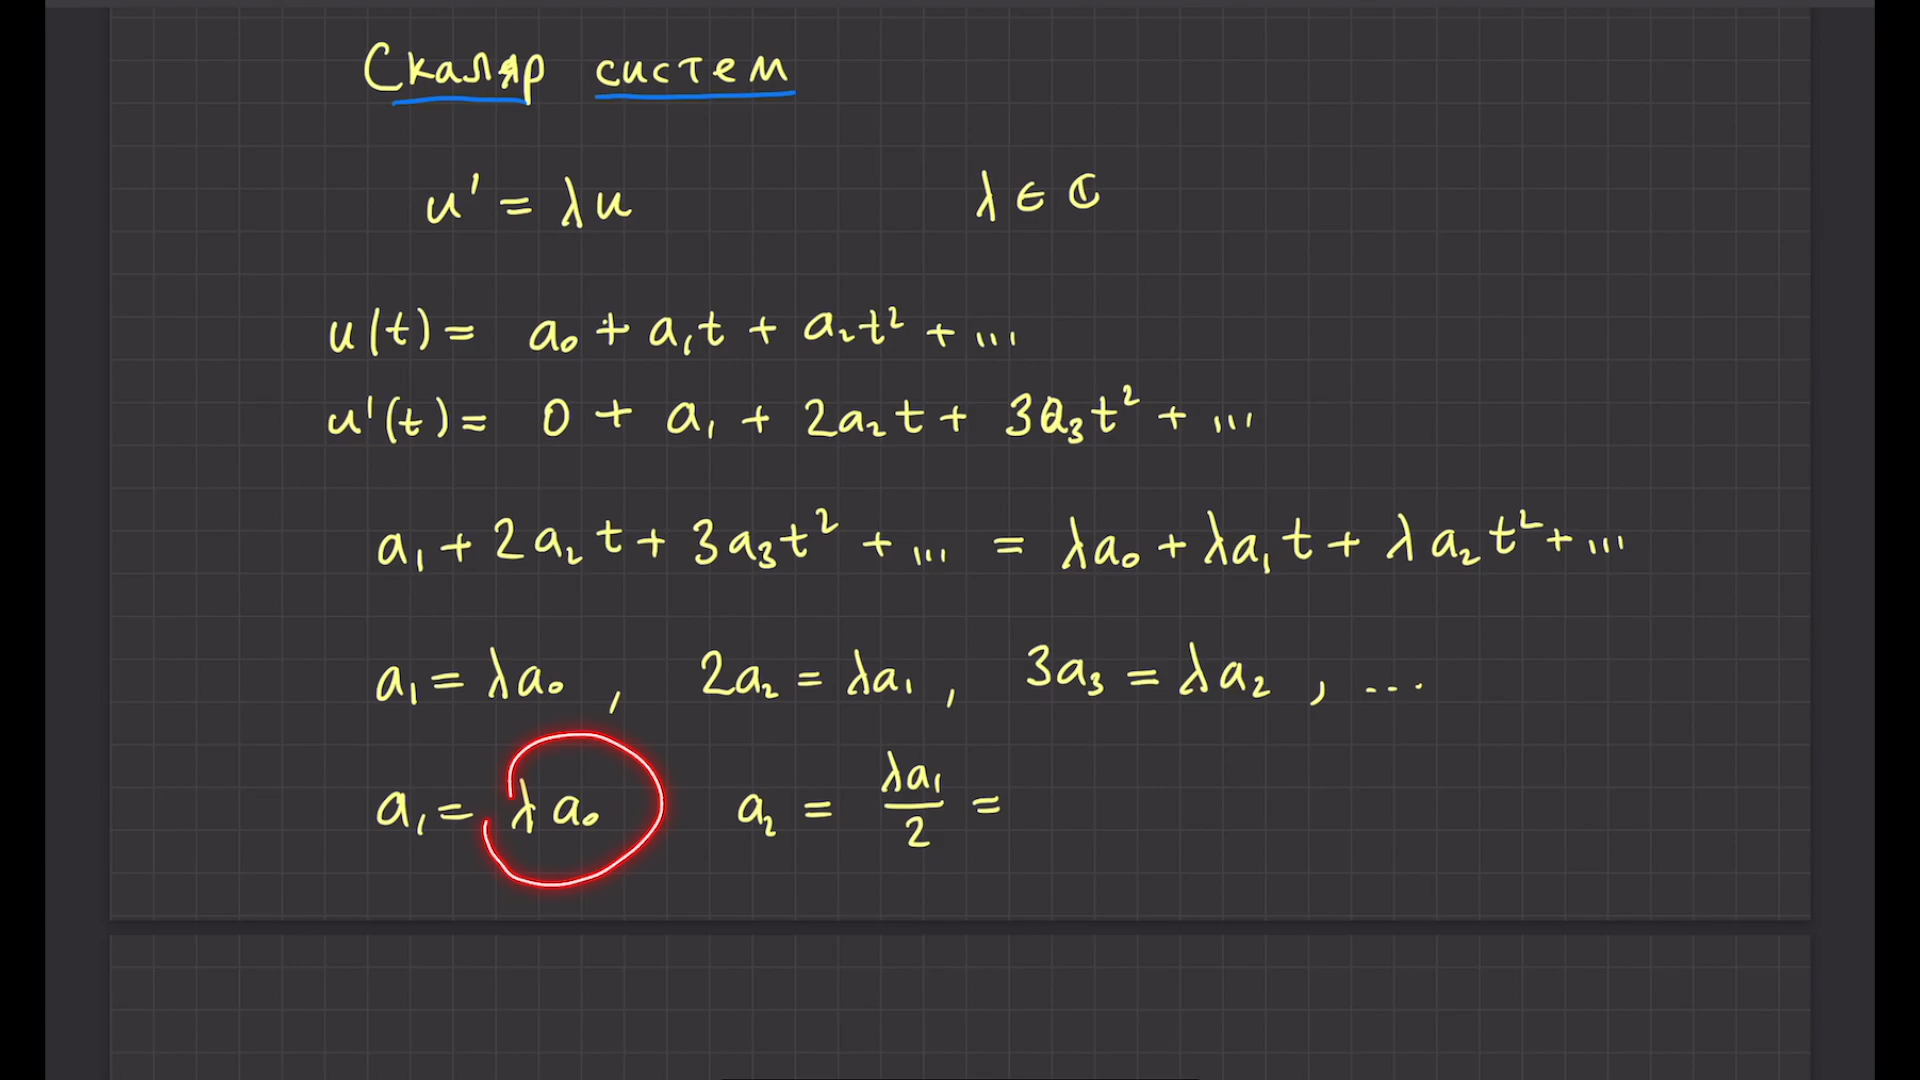 Скаляр систем
u' = λu λ ∈ ℂ
u(t) = a₀ + a₁t + a₂t² + ...
u'(t) = 0 + a₁ + 2a₂t + 3a₃t² + ...
a₁ + 2a₂t + 3a₃t² + ... = λa₀ + λa₁t + λa₂t² + ...
a₁ = λa₀ , 2a₂ = λa₁ , 3a₃ = λa₂ , ...
a₁ = λa₀ a₂ = λa₁/2 =